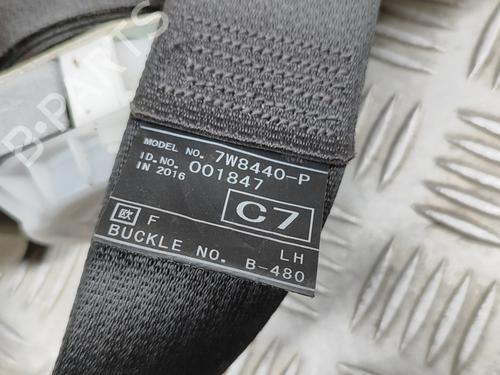 B-PARTS
MODEL NO. 7W8440-P
ID.NO. 001847
IN 2016
C7
欧 F LH
BUCKLE NO. B-480